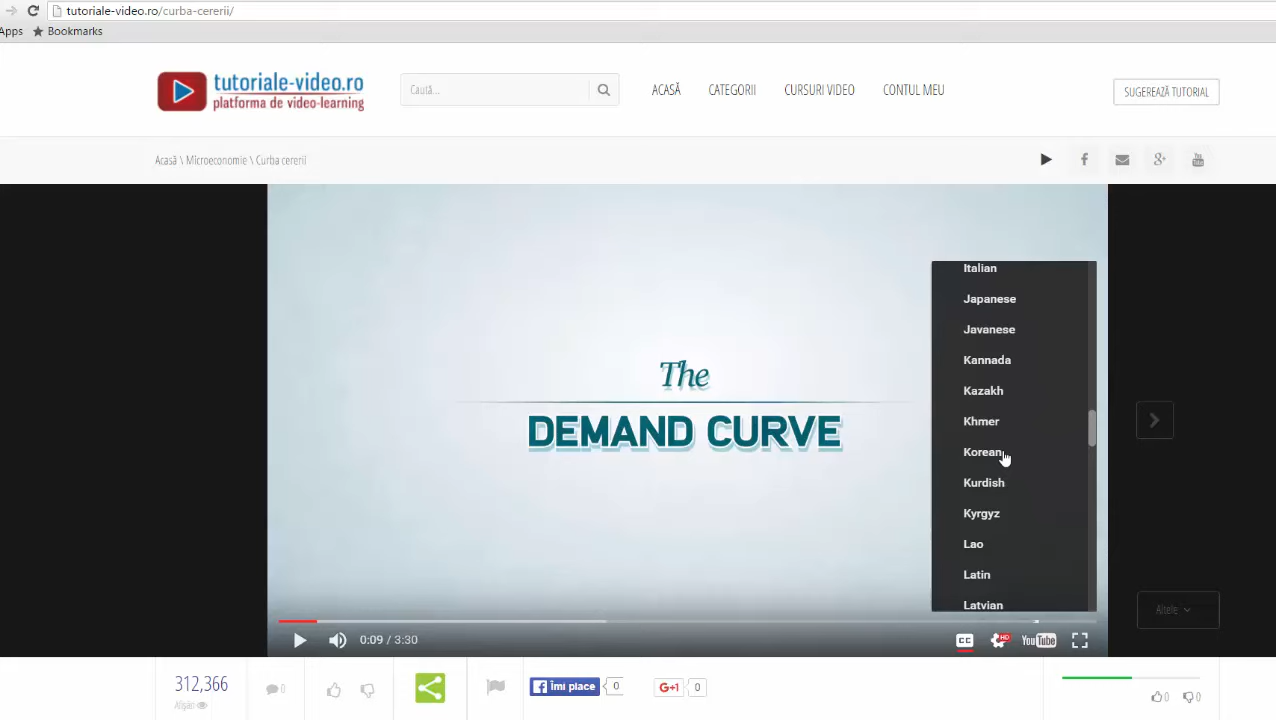 tutoriale-video.ro/curba-cererii/
Apps Bookmarks
tutoriale-video.ro
platforma de video-learning
Caută...
ACASĂ CATEGORII CURSURI VIDEO CONTUL MEU
SUGEREAZĂ TUTORIAL
Acasă \ Microeconomie \ Curba cererii
The
DEMAND CURVE
Italian
Japanese
Javanese
Kannada
Kazakh
Khmer
Korean
Kurdish
Kyrgyz
Lao
Latin
Latvian
Altele
0:09 / 3:30
CC
HD
YouTube
312,366
Afișări
0
Îmi place 0
G+1 0
0 0